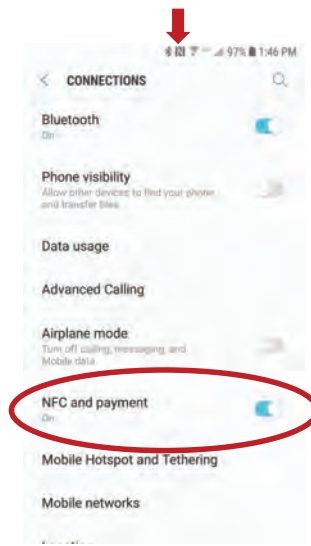 97% 1:46 PM
CONNECTIONS
Bluetooth
On
Phone visibility
Allow other devices to find your phone
and transfer files.
Data usage
Advanced Calling
Airplane mode
Turn off calling, messaging, and
Mobile data.
NFC and payment
On
Mobile Hotspot and Tethering
Mobile networks